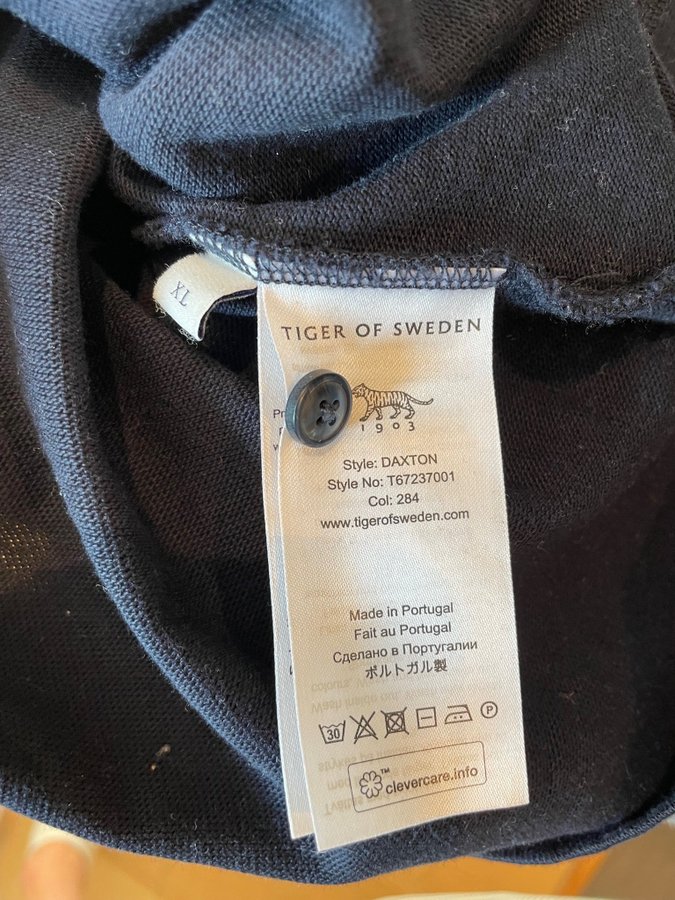 XL
TIGER OF SWEDEN
1903
Style: DAXTON
Style No: T67237001
Col: 284
www.tigerofsweden.com
Made in Portugal
Fait au Portugal
Сделано в Португалии
ポルトガル製
30
P
™
clevercare.info